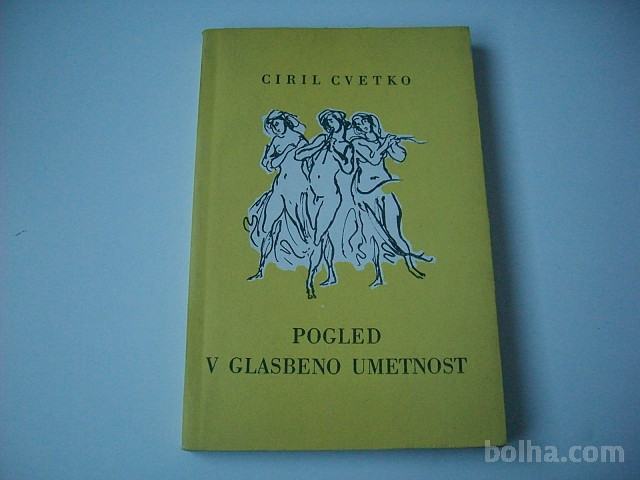 CIRIL CVETKO
POGLED
V GLASBENO UMETNOST
bolha.com